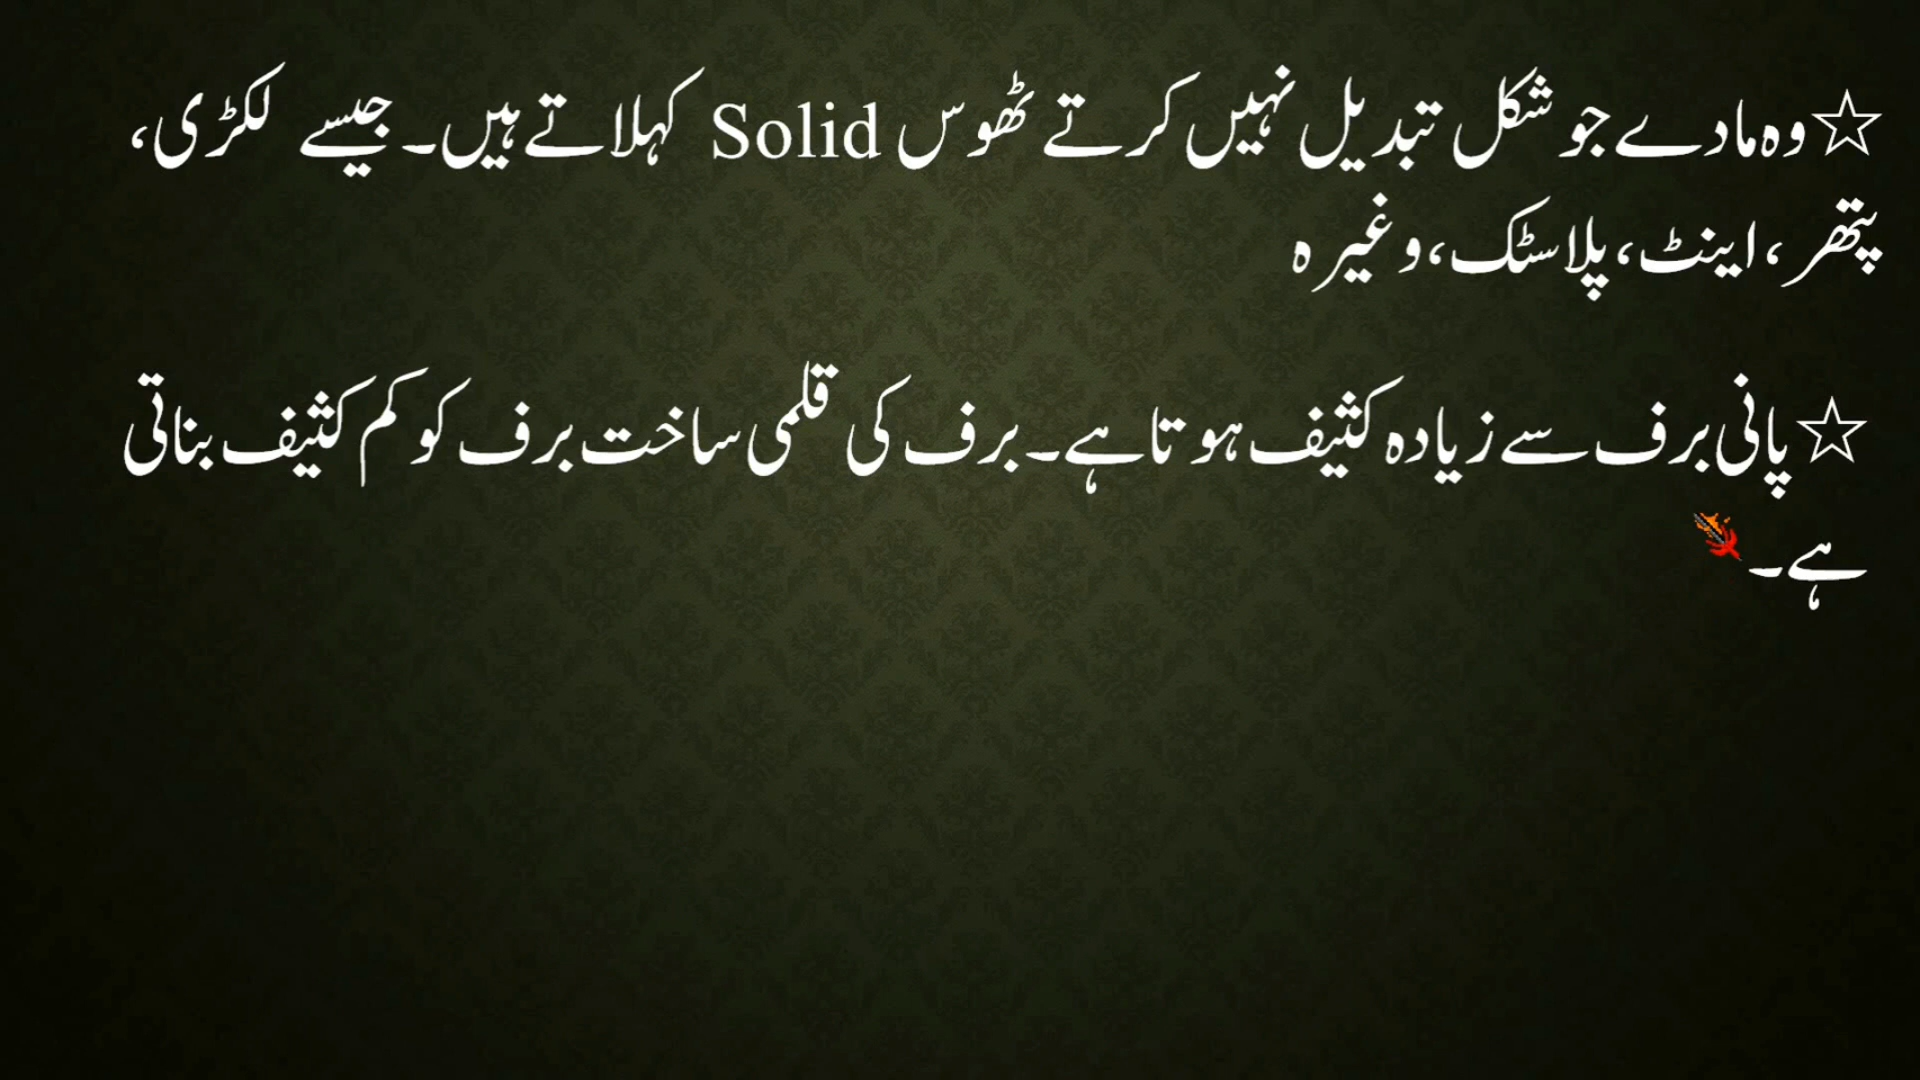 ☆وہ مادے جو شکل تبدیل نہیں کرتے ٹھوس Solid کہلاتے ہیں۔ جیسے لکڑی،
پتھر، اینٹ، پلاسٹک، وغیرہ
☆پانی برف سے زیادہ کثیف ہوتا ہے۔ برف کی قلمی ساخت برف کو کم کثیف بناتی
ہے۔